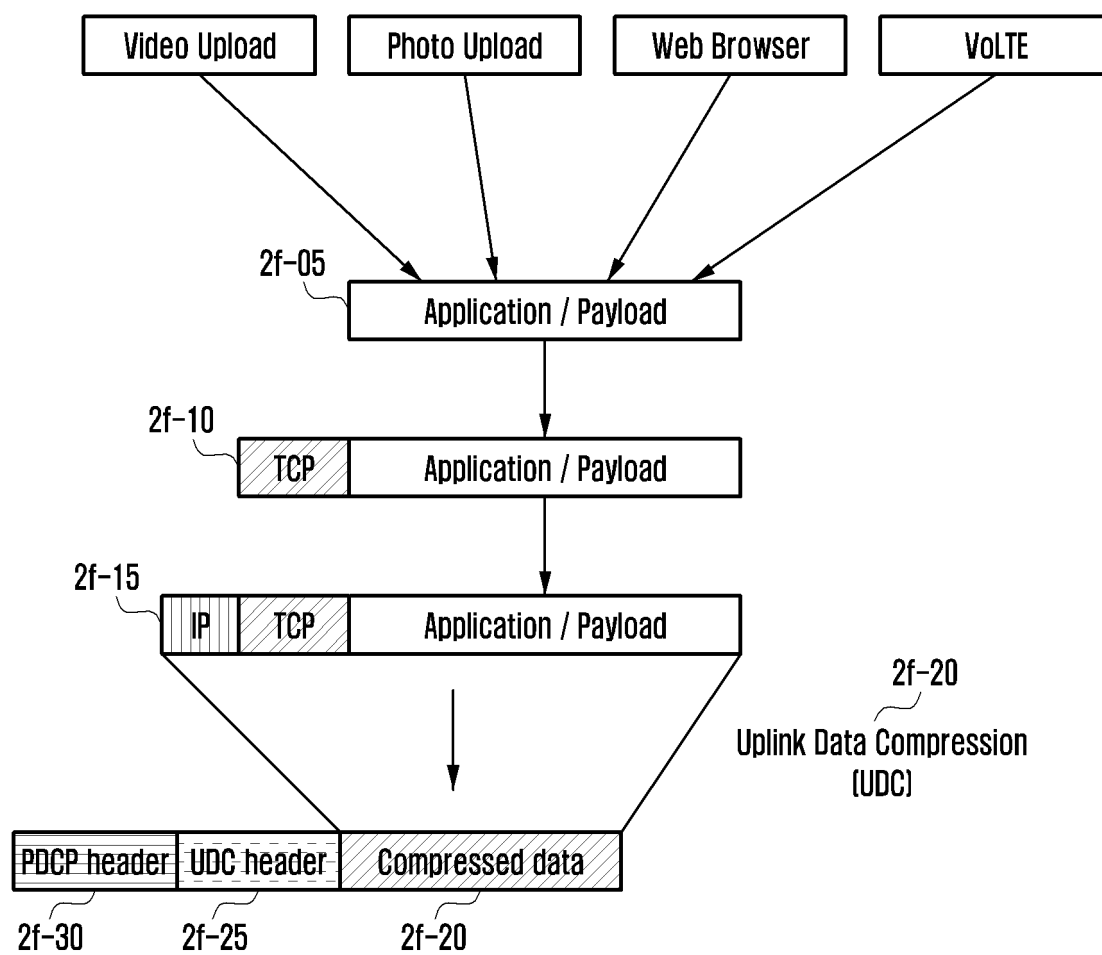 Video Upload
Photo Upload
Web Browser
VoLTE
2f-05
Application / Payload
2f-10
TCP
Application / Payload
2f-15
IP
TCP
Application / Payload
2f-20
Uplink Data Compression
(UDC)
PDCP header
UDC header
Compressed data
2f-30
2f-25
2f-20